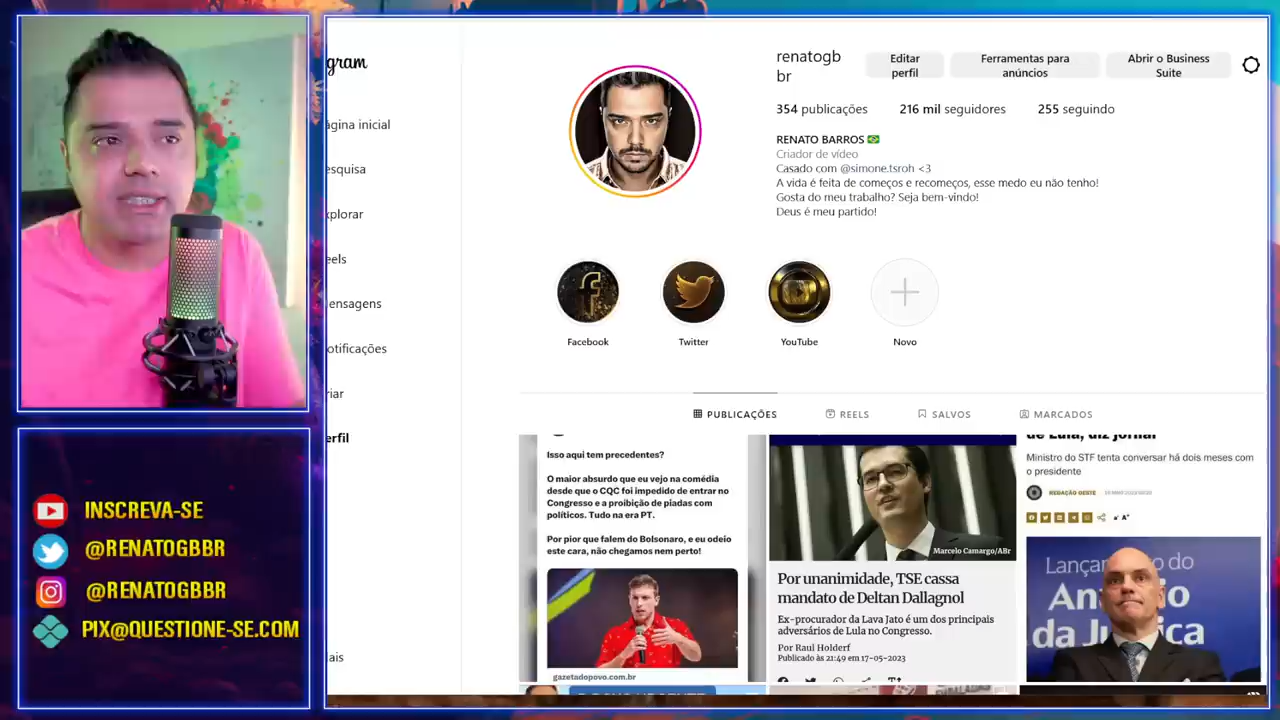 gram
ágina inicial
esquisa
xplorar
eels
ensagens
otificações
riar
erfil
ais
renatogb
br
Editar
perfil
Ferramentas para
anúncios
Abrir o Business
Suite
354 publicações
216 mil seguidores
255 seguindo
RENATO BARROS 🇧🇷
Criador de vídeo
Casado com @simone.tsroh <3
A vida é feita de começos e recomeços, esse medo eu não tenho!
Gosta do meu trabalho? Seja bem-vindo!
Deus é meu partido!
Facebook
Twitter
YouTube
Novo
PUBLICAÇÕES
REELS
SALVOS
MARCADOS
Isso aqui tem precedentes?
O maior absurdo que eu vejo na comédia
desde que o CQC foi impedido de entrar no
Congresso e a proibição de piadas com
políticos. Tudo na era PT.
Por pior que falem do Bolsonaro, e eu odeio
este cara, não chegamos nem perto!
gazetadopovo.com.br
Marcelo Camargo/ABr
Por unanimidade, TSE cassa
mandato de Deltan Dallagnol
Ex-procurador da Lava Jato é um dos principais
adversários de Lula no Congresso.
Por Raul Holderf
Publicado às 21:49 em 17-05-2023
de Lula, diz jornal
Ministro do STF tenta conversar há dois meses com
o presidente
REDAÇÃO OESTE
Lançamento do
da Justiça
INSCREVA-SE
@RENATOGBBR
@RENATOGBBR
PIX@QUESTIONE-SE.COM